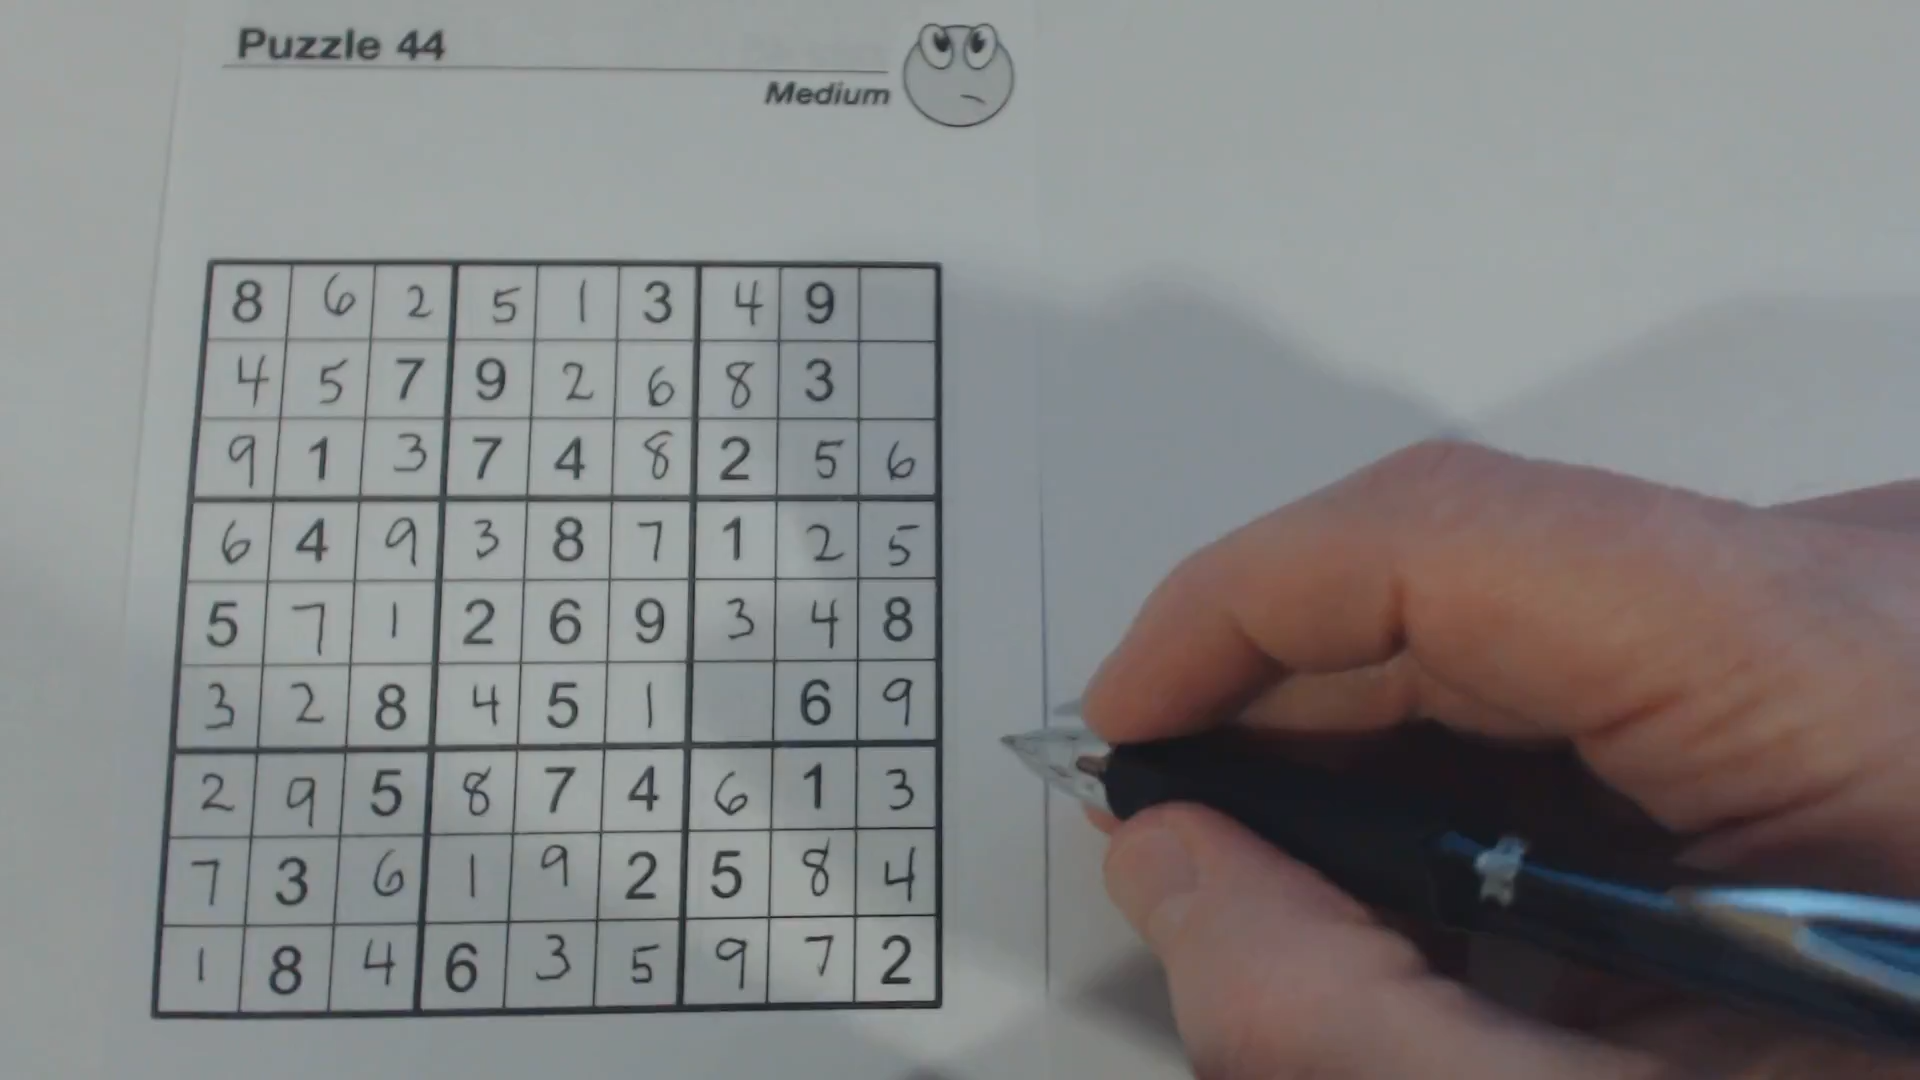 Puzzle 44
Medium
8 6 2 5 1 3 4 9
4 5 7 9 2 6 8 3
9 1 3 7 4 8 2 5 6
6 4 9 3 8 7 1 2 5
5 7 1 2 6 9 3 4 8
3 2 8 4 5 1 6 9
2 9 5 8 7 4 6 1 3
7 3 6 1 9 2 5 8 4
1 8 4 6 3 5 9 7 2